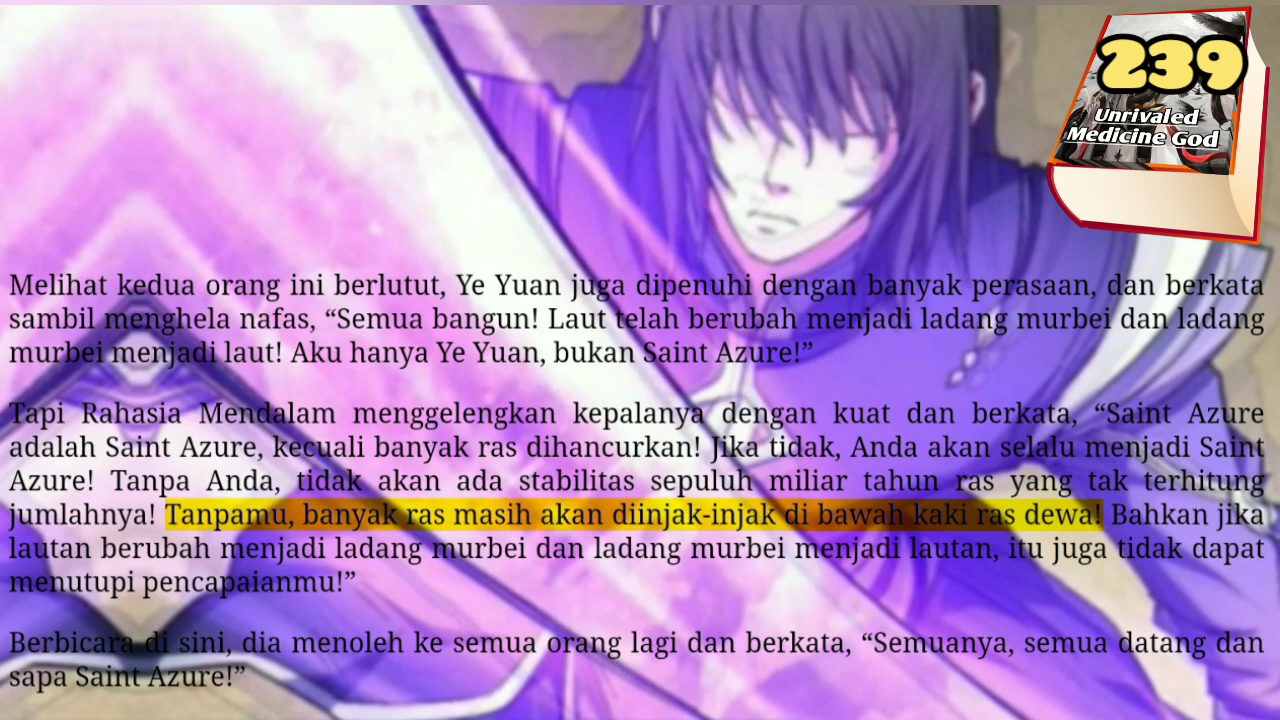 239
Unrivaled
Medicine God
Melihat kedua orang ini berlutut, Ye Yuan juga dipenuhi dengan banyak perasaan, dan berkata
sambil menghela nafas, “Semua bangun! Laut telah berubah menjadi ladang murbei dan ladang
murbei menjadi laut! Aku hanya Ye Yuan, bukan Saint Azure!”
Tapi Rahasia Mendalam menggelengkan kepalanya dengan kuat dan berkata, “Saint Azure
adalah Saint Azure, kecuali banyak ras dihancurkan! Jika tidak, Anda akan selalu menjadi Saint
Azure! Tanpa Anda, tidak akan ada stabilitas sepuluh miliar tahun ras yang tak terhitung
jumlahnya! Tanpamu, banyak ras masih akan diinjak-injak di bawah kaki ras dewa! Bahkan jika
lautan berubah menjadi ladang murbei dan ladang murbei menjadi lautan, itu juga tidak dapat
menutupi pencapaianmu!”
Berbicara di sini, dia menoleh ke semua orang lagi dan berkata, “Semuanya, semua datang dan
sapa Saint Azure!”